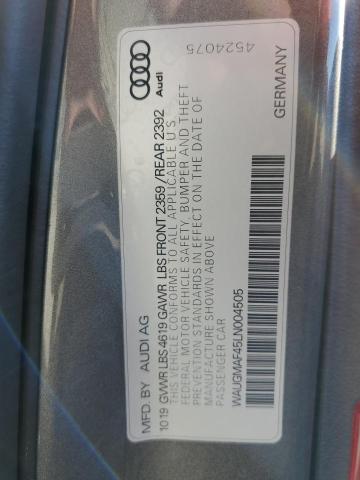 MFD. BY AUDI AG
10 19 GVWR LBS 4619 GAWR LBS FRONT 2359 / REAR 2392
THIS VEHICLE CONFORMS TO ALL APPLICABLE U.S.
FEDERAL MOTOR VEHICLE SAFETY, BUMPER AND THEFT
PREVENTION STANDARDS IN EFFECT ON THE DATE OF
MANUFACTURE SHOWN ABOVE
PASSENGER CAR
WAUGMAF45LN004505
GERMANY
Audi
4524075